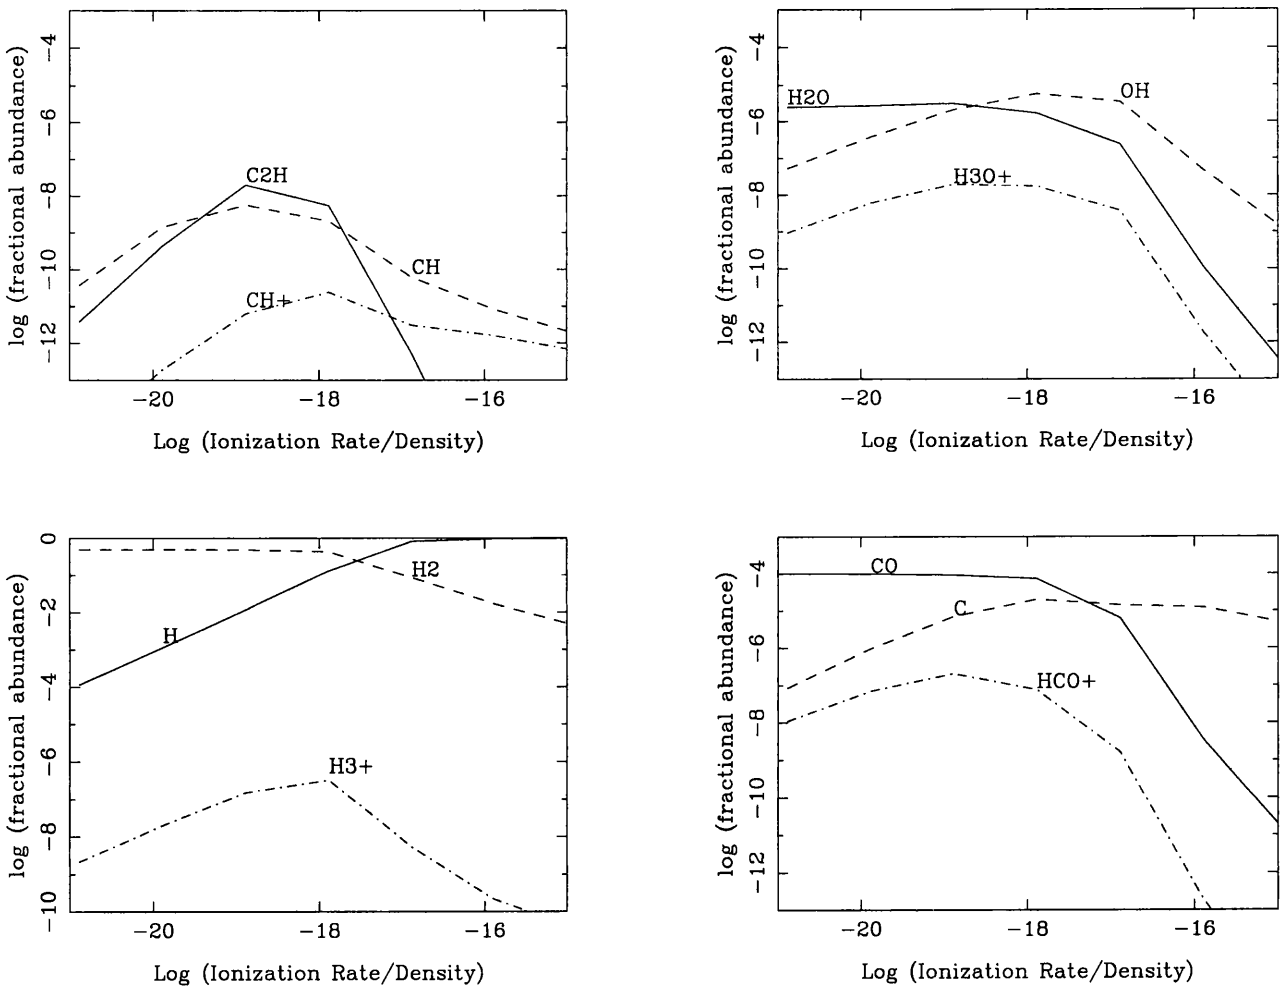 log (fractional abundance)
-4
-6
-8
-10
-12
C2H
CH
CH+
-20
-18
-16
Log (Ionization Rate/Density)
log (fractional abundance)
-4
-6
-8
-10
-12
H2O
OH
H3O+
-20
-18
-16
Log (Ionization Rate/Density)
log (fractional abundance)
0
-2
-4
-6
-8
-10
H2
H
H3+
-20
-18
-16
Log (Ionization Rate/Density)
log (fractional abundance)
-4
-6
-8
-10
-12
CO
C
HCO+
-20
-18
-16
Log (Ionization Rate/Density)